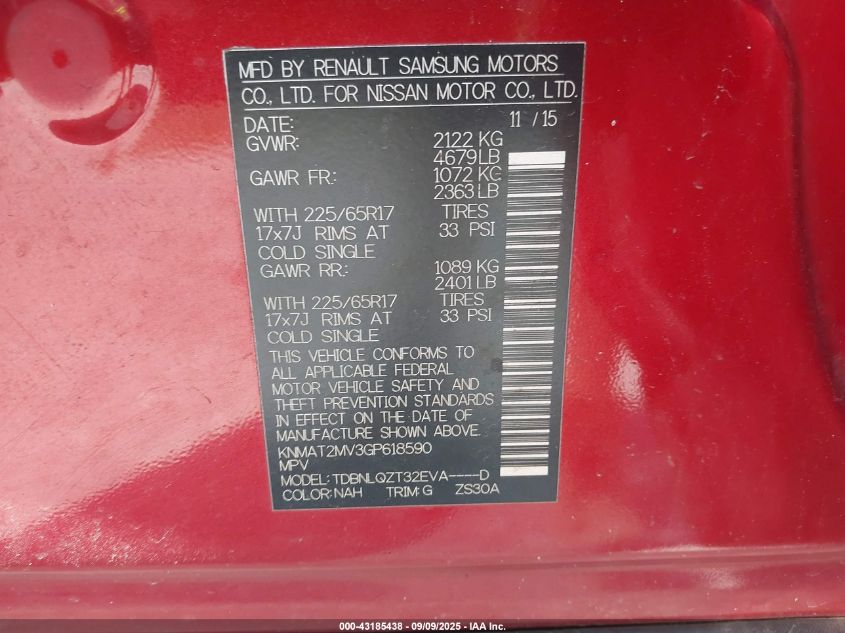 MFD BY RENAULT SAMSUNG MOTORS
CO., LTD. FOR NISSAN MOTOR CO., LTD.
DATE: 11 / 15
GVWR: 2122 KG
4679 LB
GAWR FR: 1072 KG
2363 LB
WITH 225/65R17 TIRES
17x7J RIMS AT 33 PSI
COLD SINGLE
GAWR RR: 1089 KG
2401 LB
WITH 225/65R17 TIRES
17x7J RIMS AT 33 PSI
COLD SINGLE
THIS VEHICLE CONFORMS TO
ALL APPLICABLE FEDERAL
MOTOR VEHICLE SAFETY AND
THEFT PREVENTION STANDARDS
IN EFFECT ON THE DATE OF
MANUFACTURE SHOWN ABOVE.
KNMAT2MV3GP618590
MPV
MODEL: TDBNLQZT32EVA----D
COLOR: NAH TRIM: G ZS30A
000-43185438 - 09/09/2025 - IAA Inc.